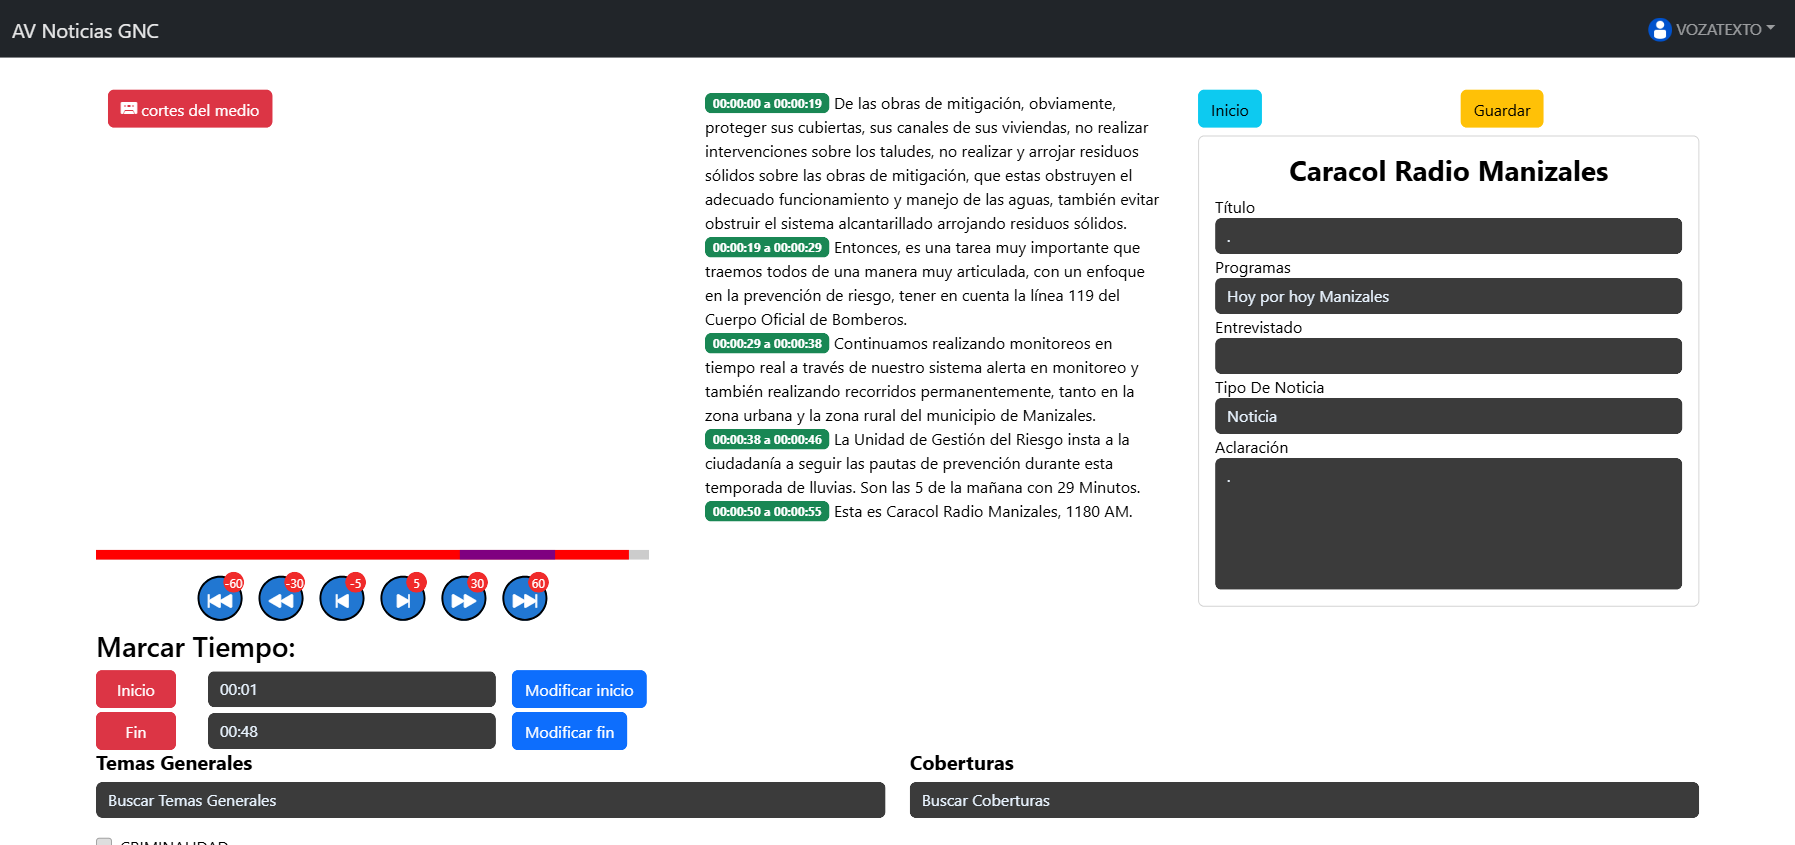 AV Noticias GNC
VOZATEXTO
cortes del medio
00:00:00 a 00:00:19 De las obras de mitigación, obviamente,
proteger sus cubiertas, sus canales de sus viviendas, no realizar
intervenciones sobre los taludes, no realizar y arrojar residuos
sólidos sobre las obras de mitigación, que estas obstruyen el
adecuado funcionamiento y manejo de las aguas, también evitar
obstruir el sistema alcantarillado arrojando residuos sólidos.
00:00:19 a 00:00:29 Entonces, es una tarea muy importante que
traemos todos de una manera muy articulada, con un enfoque
en la prevención de riesgo, tener en cuenta la línea 119 del
Cuerpo Oficial de Bomberos.
00:00:29 a 00:00:38 Continuamos realizando monitoreos en
tiempo real a través de nuestro sistema alerta en monitoreo y
también realizando recorridos permanentemente, tanto en la
zona urbana y la zona rural del municipio de Manizales.
00:00:38 a 00:00:46 La Unidad de Gestión del Riesgo insta a la
ciudadanía a seguir las pautas de prevención durante esta
temporada de lluvias. Son las 5 de la mañana con 29 Minutos.
00:00:50 a 00:00:55 Esta es Caracol Radio Manizales, 1180 AM.
Inicio
Guardar
Caracol Radio Manizales
Título
.
Programas
Hoy por hoy Manizales
Entrevistado
Tipo De Noticia
Noticia
Aclaración
.
-60
-30
-5
5
30
60
Marcar Tiempo:
Inicio
00:01
Modificar inicio
Fin
00:48
Modificar fin
Temas Generales
Buscar Temas Generales
Coberturas
Buscar Coberturas
CRIMINALIDAD